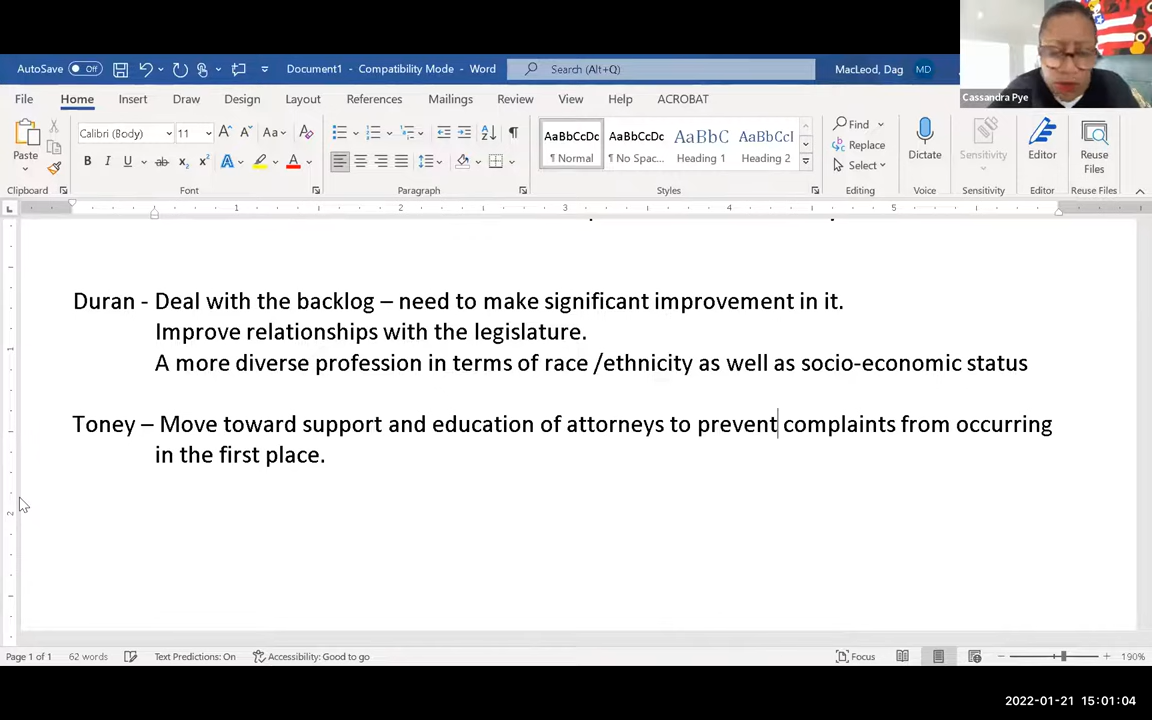 AutoSave Off Document1 - Compatibility Mode - Word Search (Alt+Q) MacLeod, Dag MD
Cassandra Pye
File Home Insert Draw Design Layout References Mailings Review View Help ACROBAT
Calibri (Body) 11 AaBbCcDc AaBbCcDc AaBbC AaBbCcI Find
Replace
Select
Paste ¶ Normal ¶ No Spac... Heading 1 Heading 2 Dictate Sensitivity Editor Reuse Files
Clipboard Font Paragraph Styles Editing Voice Sensitivity Editor Reuse Files
1 2 3 4 5
Duran - Deal with the backlog – need to make significant improvement in it.
Improve relationships with the legislature.
A more diverse profession in terms of race /ethnicity as well as socio-economic status
Toney – Move toward support and education of attorneys to prevent complaints from occurring
in the first place.
Page 1 of 1 62 words Text Predictions: On Accessibility: Good to go Focus 190%
2022-01-21 15:01:04